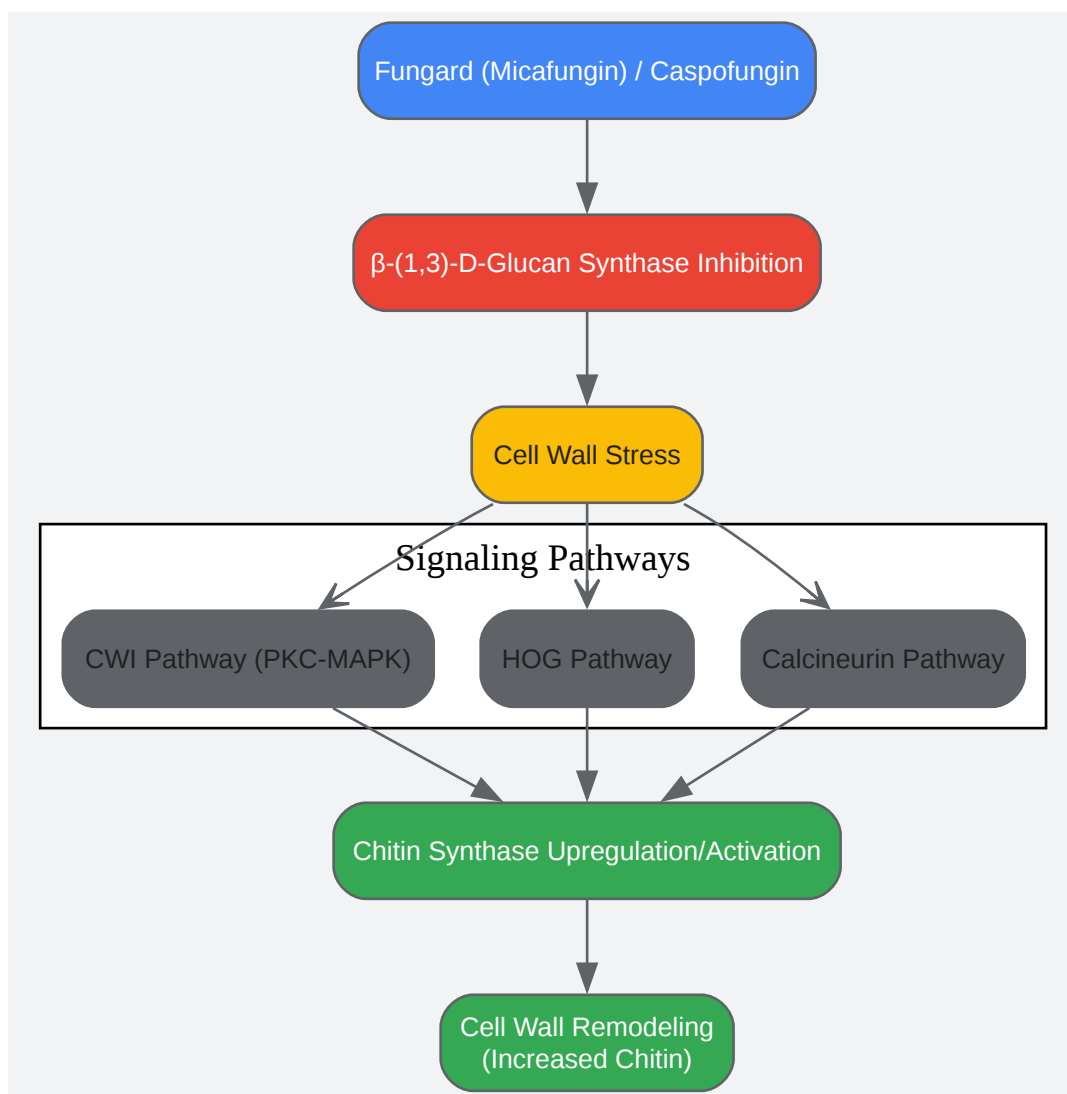 Fungard (Micafungin) / Caspofungin
β-(1,3)-D-Glucan Synthase Inhibition
Cell Wall Stress
Signaling Pathways
CWI Pathway (PKC-MAPK)
HOG Pathway
Calcineurin Pathway
Chitin Synthase Upregulation/Activation
Cell Wall Remodeling
(Increased Chitin)